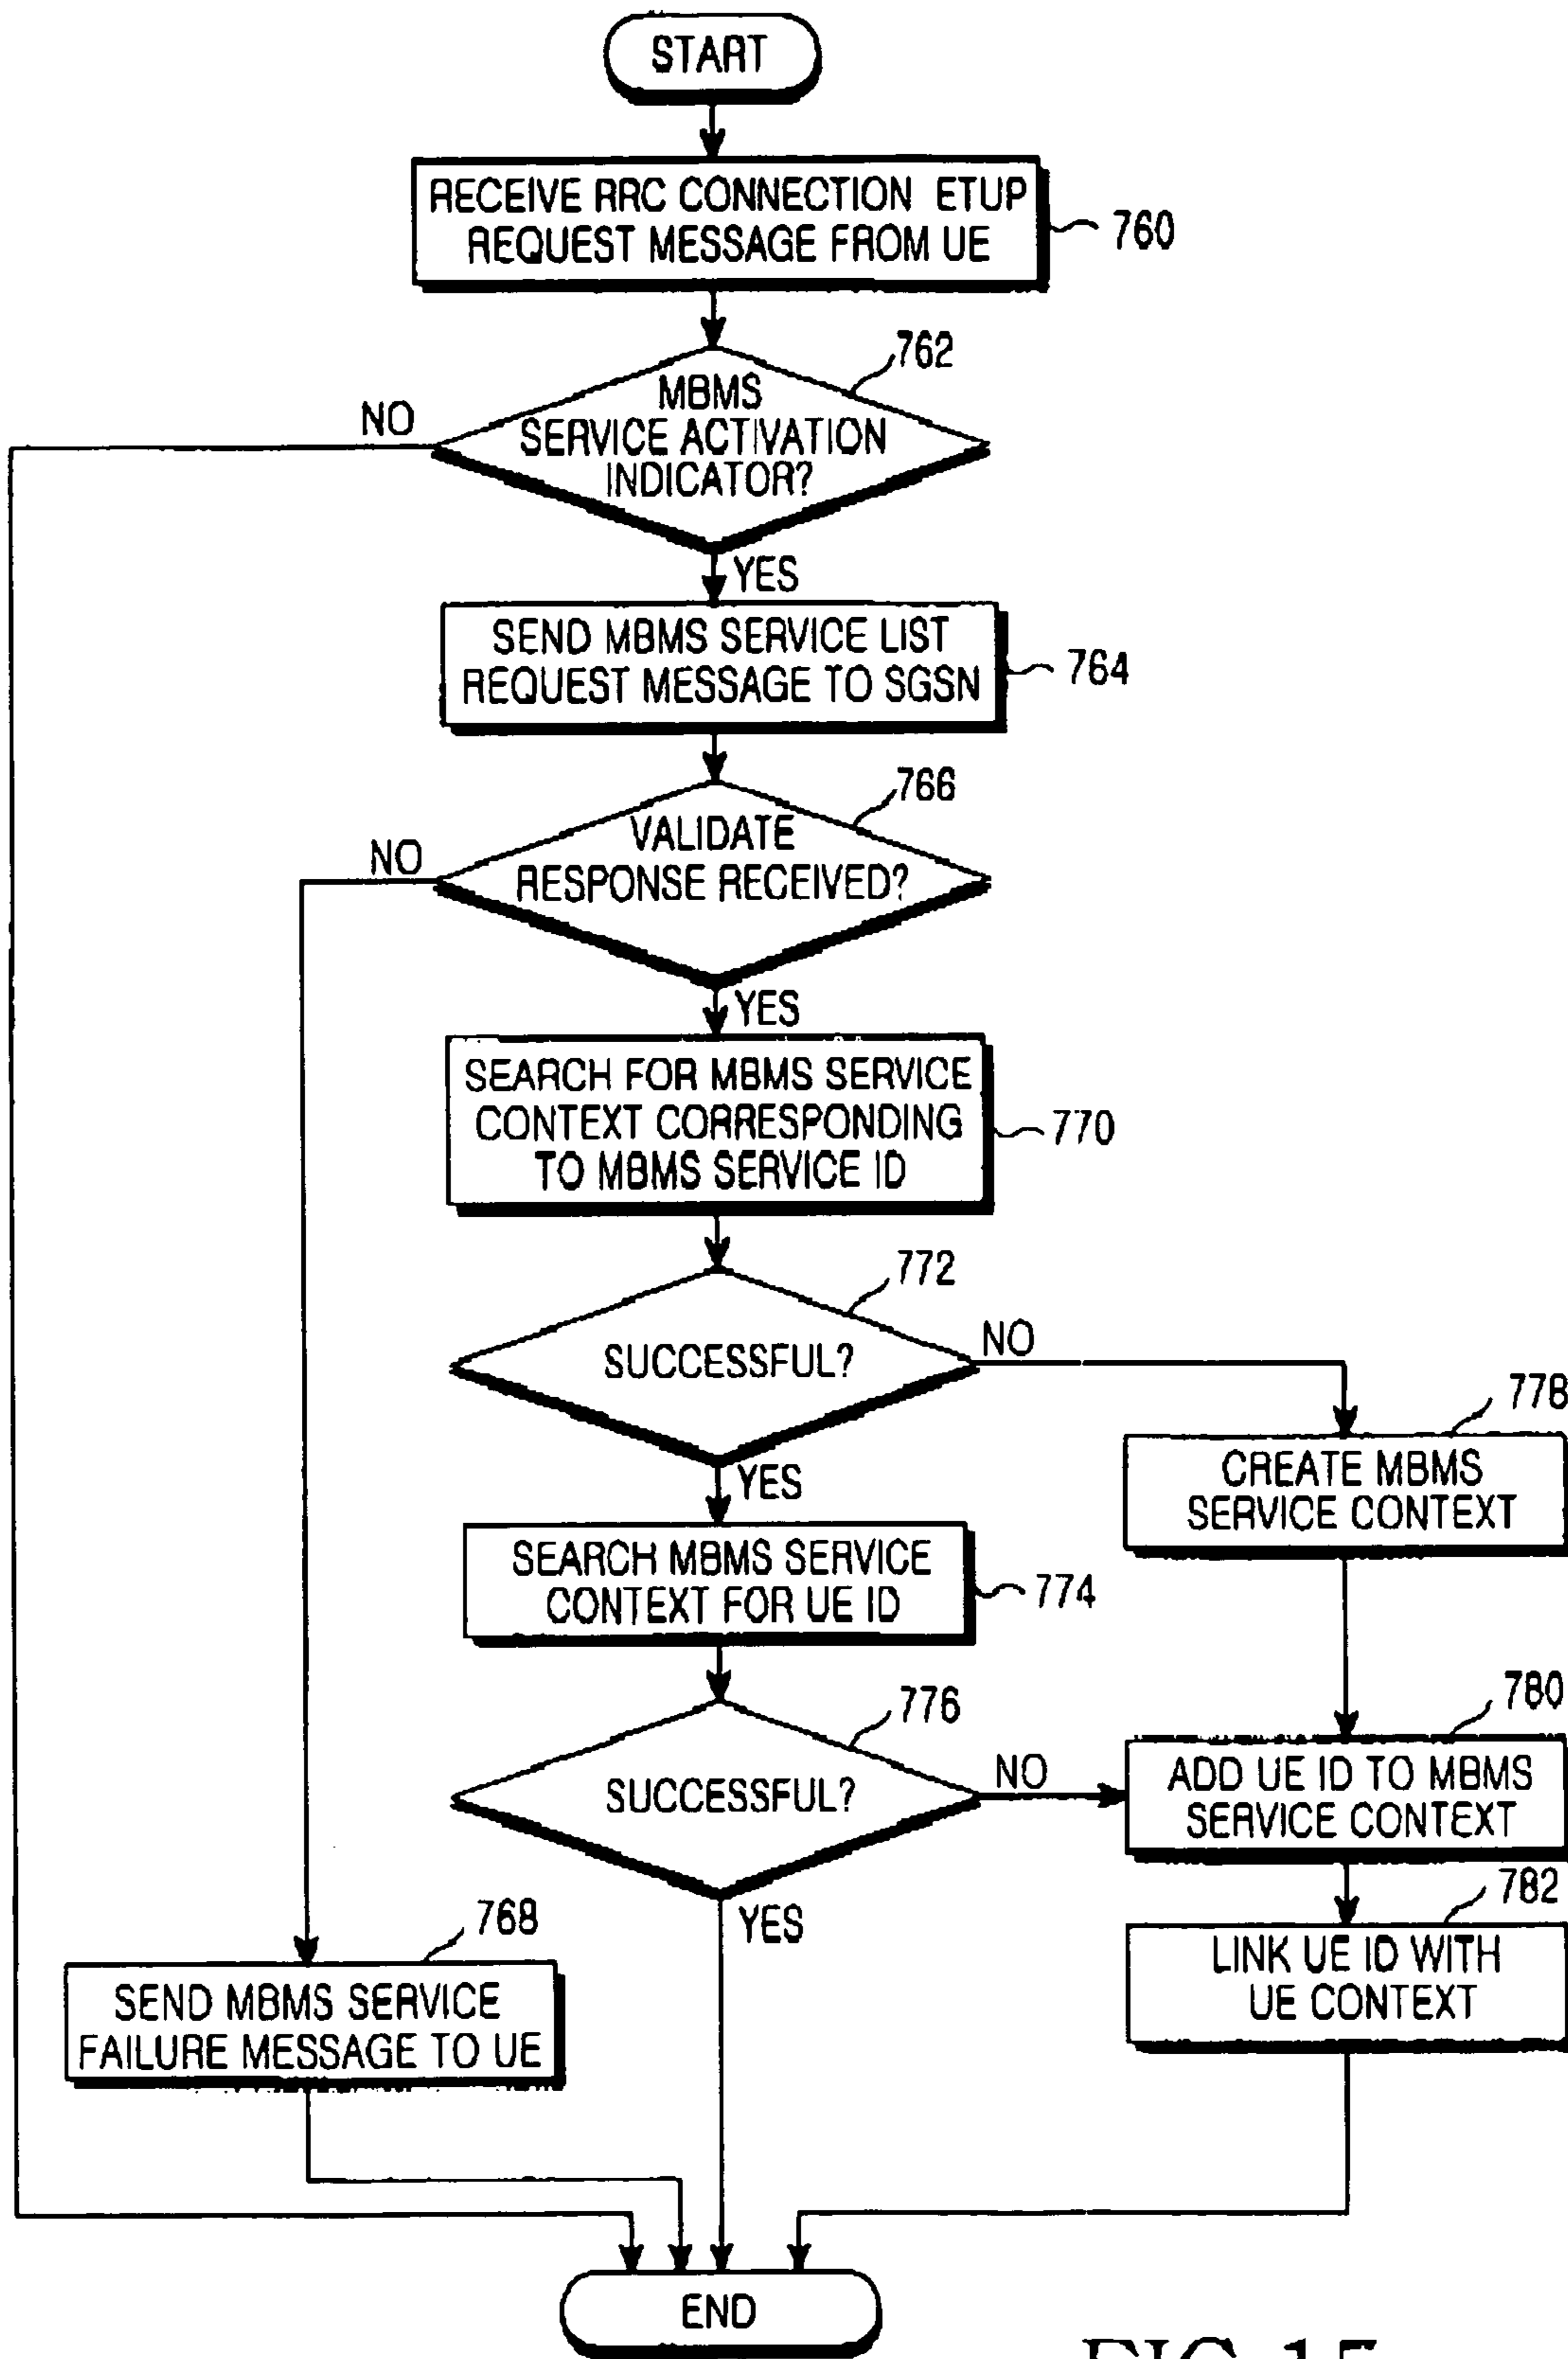 START
RECEIVE RRC CONNECTION ETUP
REQUEST MESSAGE FROM UE
760
762
MBMS
SERVICE ACTIVATION
INDICATOR?
NO
YES
SEND MBMS SERVICE LIST
REQUEST MESSAGE TO SGSN
764
766
VALIDATE
RESPONSE RECEIVED?
NO
YES
SEARCH FOR MBMS SERVICE
CONTEXT CORRESPONDING
TO MBMS SERVICE ID
770
772
SUCCESSFUL?
NO
YES
778
CREATE MBMS
SERVICE CONTEXT
SEARCH MBMS SERVICE
CONTEXT FOR UE ID
774
776
SUCCESSFUL?
NO
YES
780
ADD UE ID TO MBMS
SERVICE CONTEXT
782
LINK UE ID WITH
UE CONTEXT
768
SEND MBMS SERVICE
FAILURE MESSAGE TO UE
END
FIG. 15